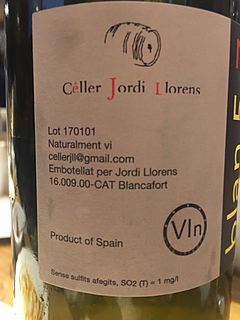 Cèller Jordi Llorens
Lot 170101
Naturalment vi
cellerjll@gmail.com
Embotellat per Jordi Llorens
16.009.00-CAT Blancafort
VIn
Product of Spain
Sense sulfits afegits, SO2 (T) = 1 mg/l